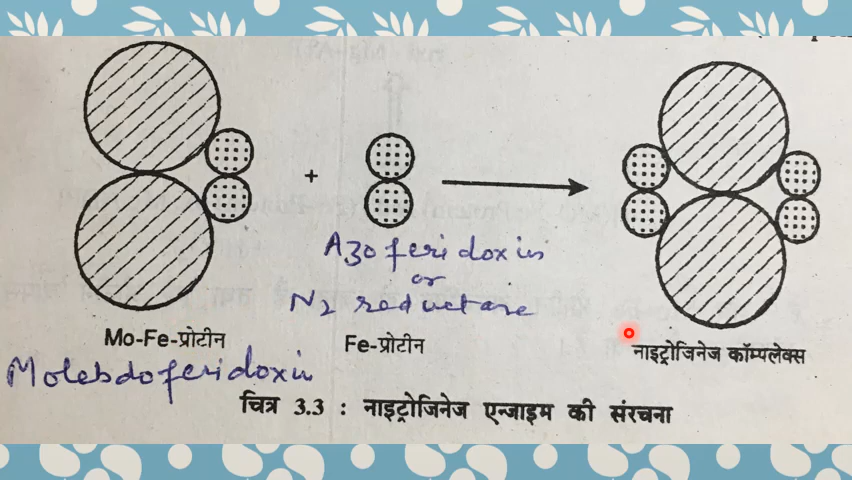 +
Azoferidoxin
or
N2 reductase
Mo-Fe-प्रोटीन
Fe-प्रोटीन
नाइट्रोजिनेज कॉम्पलेक्स
Molebdoferidoxin
चित्र 3.3 : नाइट्रोजिनेज एन्जाइम की संरचना